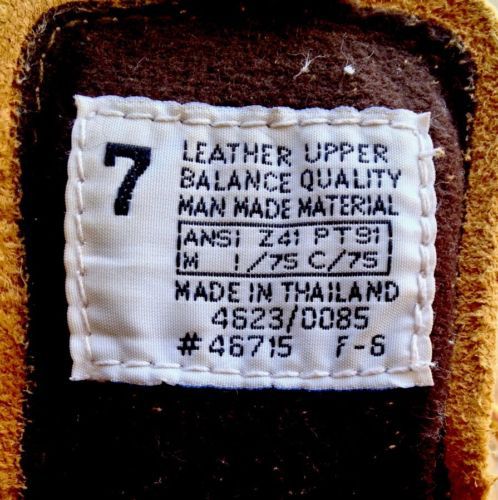 7
LEATHER UPPER
BALANCE QUALITY
MAN MADE MATERIAL
ANSI Z41 PT91
M I/75 C/75
MADE IN THAILAND
4623/0085
#46715 F-6